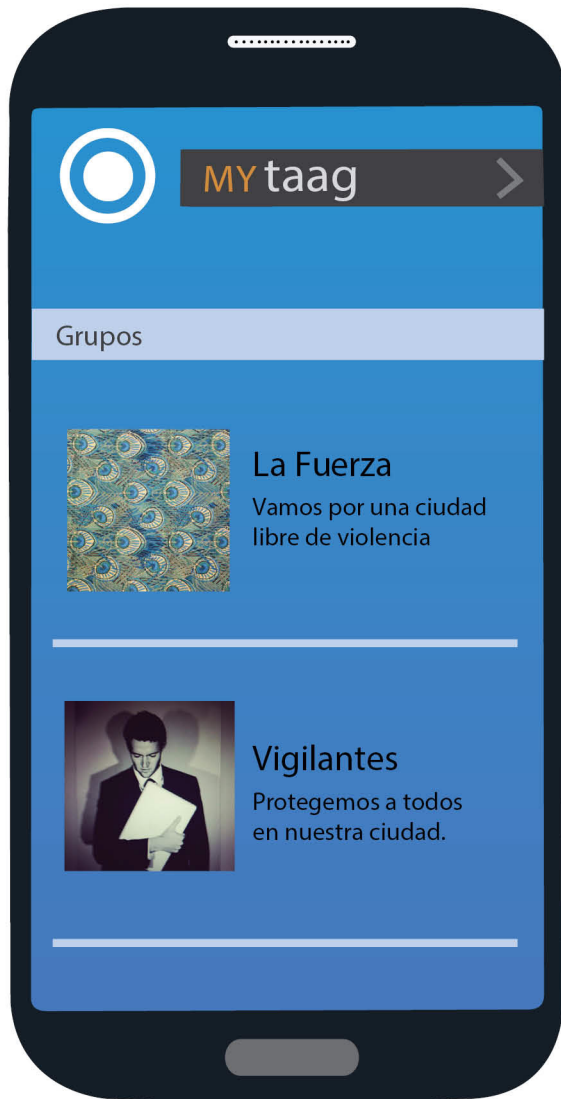 MY taag
Grupos
La Fuerza
Vamos por una ciudad
libre de violencia
Vigilantes
Protegemos a todos
en nuestra ciudad.